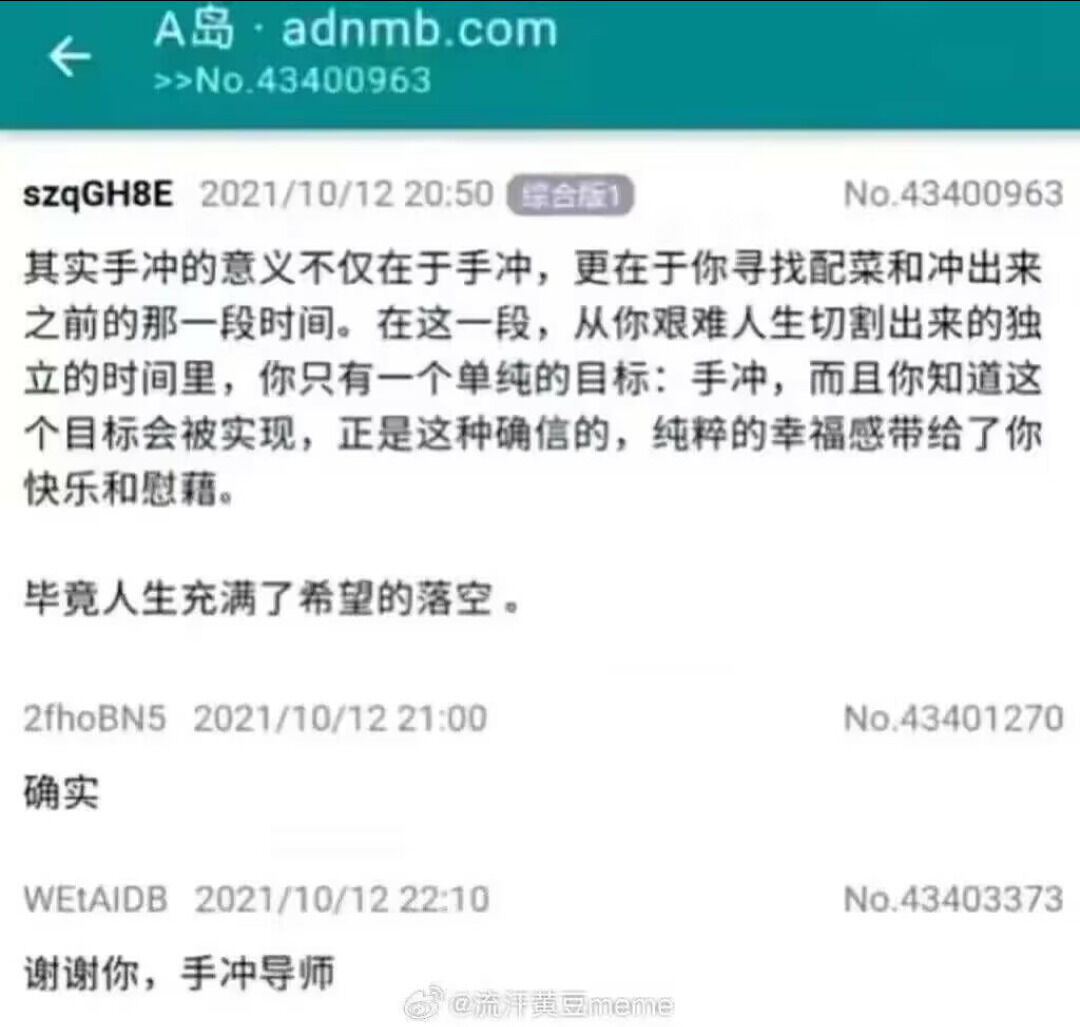 A岛 · adnmb.com
>>No.43400963
szqGH8E 2021/10/12 20:50 综合版1 No.43400963
其实手冲的意义不仅在于手冲，更在于你寻找配菜和冲出来
之前的那一段时间。在这一段，从你艰难人生切割出来的独
立的时间里，你只有一个单纯的目标：手冲，而且你知道这
个目标会被实现，正是这种确信的，纯粹的幸福感带给了你
快乐和慰藉。
毕竟人生充满了希望的落空 。
2fhoBN5 2021/10/12 21:00 No.43401270
确实
WEtAIDB 2021/10/12 22:10 No.43403373
谢谢你，手冲导师
@流汗黄豆meme